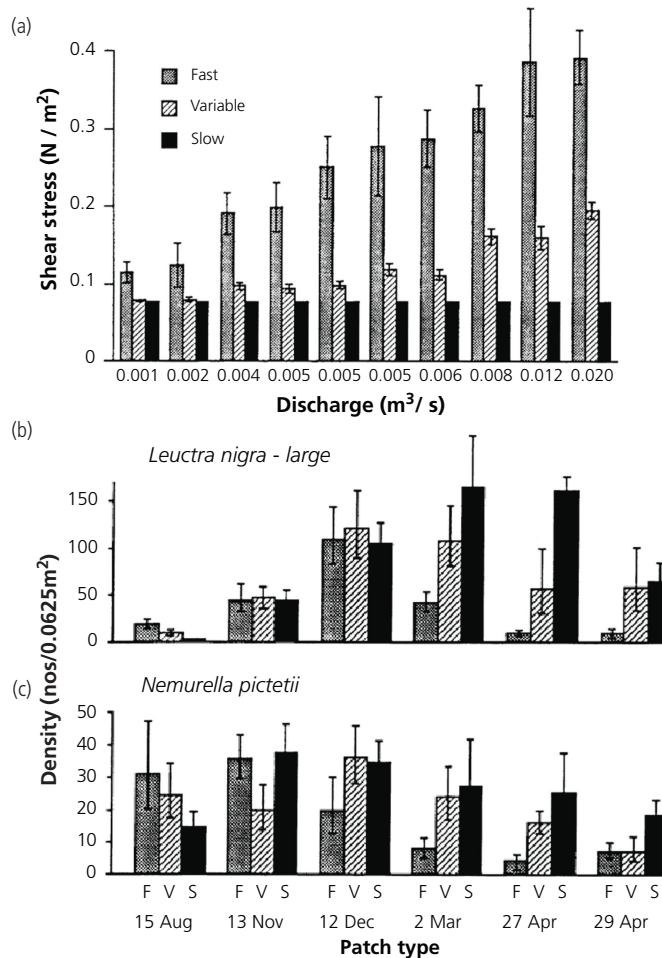 (a)
0.4
0.3
0.2
0.1
0
Shear stress (N / m²)
Fast
Variable
Slow
0.001 0.002 0.004 0.005 0.005 0.005 0.006 0.008 0.012 0.020
Discharge (m³/ s)
(b)
Leuctra nigra - large
150
100
50
0
Density (nos/0.0625m²)
(c)
Nemurella pictetii
50
40
30
20
10
0
F V S F V S F V S F V S F V S F V S
15 Aug 13 Nov 12 Dec 2 Mar 27 Apr 29 Apr
Patch type